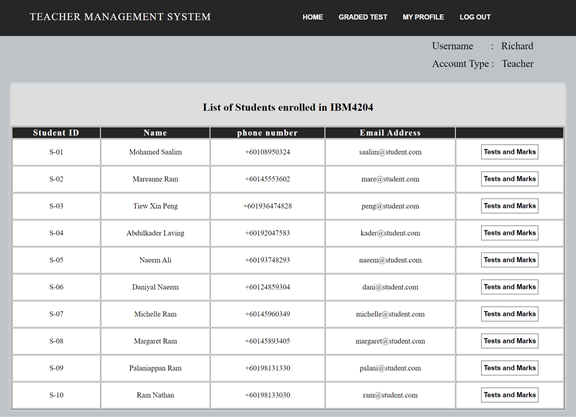 TEACHER MANAGEMENT SYSTEM HOME GRADED TEST MY PROFILE LOG OUT
Username : Richard
Account Type : Teacher
List of Students enrolled in IBM4204
Student ID Name phone number Email Address
S-01 Mohamed Saalim +60108950324 saalim@student.com Tests and Marks
S-02 Mareanne Ram +60145553602 mare@student.com Tests and Marks
S-03 Tiew Xin Peng +601936474828 peng@student.com Tests and Marks
S-04 Abdulkader Laving +60192047583 kader@student.com Tests and Marks
S-05 Naeem Ali +60193748293 naeem@student.com Tests and Marks
S-06 Daniyal Naeem +60124859304 dani@student.com Tests and Marks
S-07 Michelle Ram +60145960349 michelle@student.com Tests and Marks
S-08 Margaret Ram +60145893405 margaret@student.com Tests and Marks
S-09 Palaniappan Ram +60198131330 palani@student.com Tests and Marks
S-10 Ram Nathan +60198133030 ram@student.com Tests and Marks